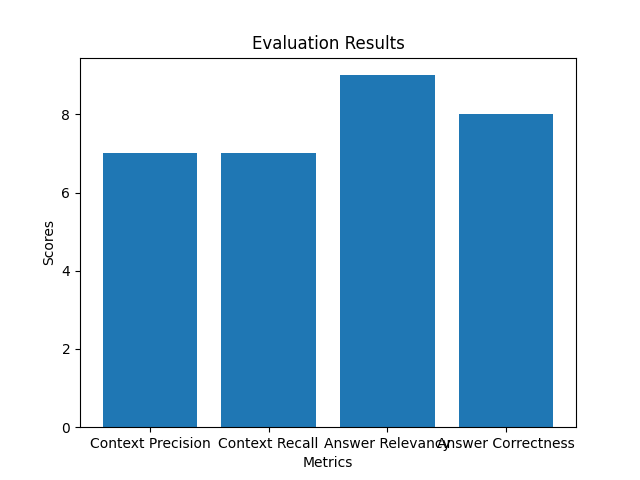 Evaluation Results
Scores
8
6
4
2
0
Context Precision Context Recall Answer Relevancy Answer Correctness
Metrics